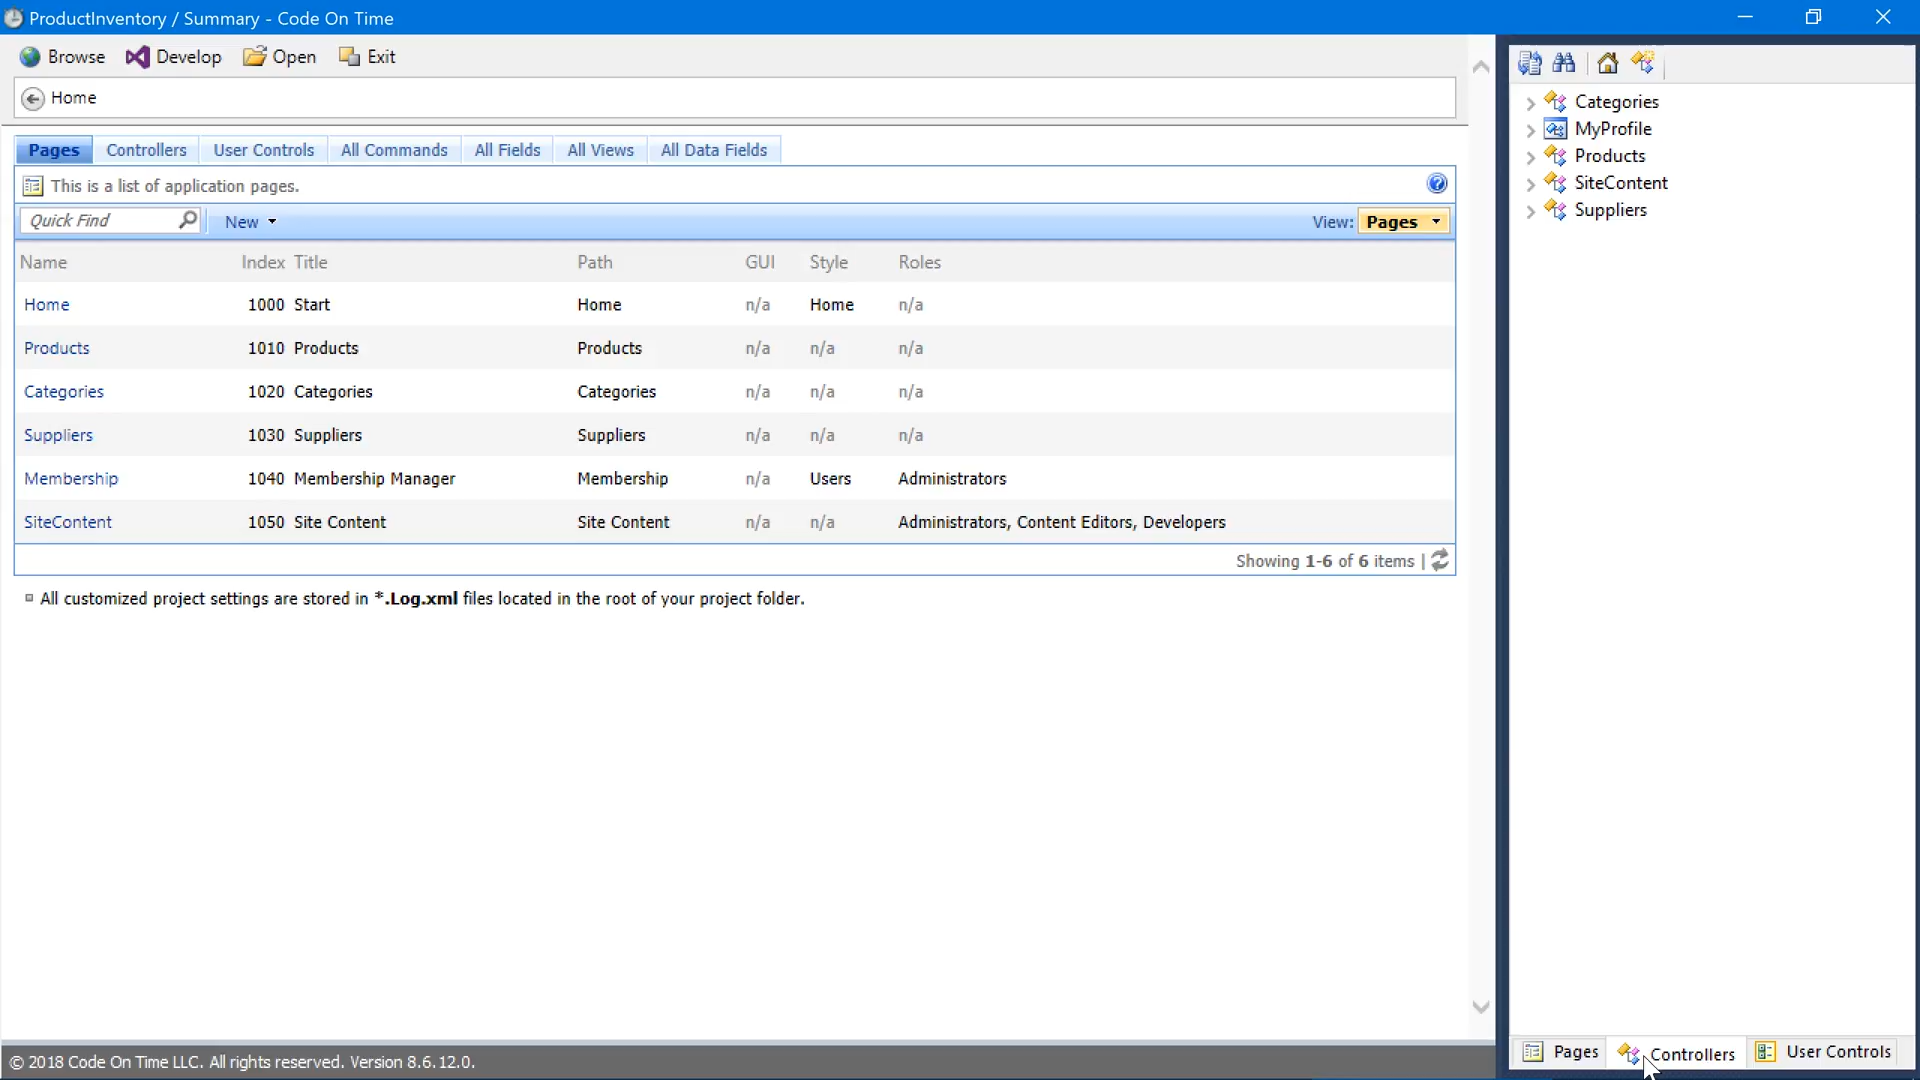 ProductInventory / Summary - Code On Time
Browse Develop Open Exit
Home
Pages Controllers User Controls All Commands All Fields All Views All Data Fields
This is a list of application pages.
Quick Find New View: Pages
Name Index Title Path GUI Style Roles
Home 1000 Start Home n/a Home n/a
Products 1010 Products Products n/a n/a n/a
Categories 1020 Categories Categories n/a n/a n/a
Suppliers 1030 Suppliers Suppliers n/a n/a n/a
Membership 1040 Membership Manager Membership n/a Users Administrators
SiteContent 1050 Site Content Site Content n/a n/a Administrators, Content Editors, Developers
Showing 1-6 of 6 items |
All customized project settings are stored in *.Log.xml files located in the root of your project folder.
© 2018 Code On Time LLC. All rights reserved. Version 8.6.12.0.
Categories
MyProfile
Products
SiteContent
Suppliers
Pages Controllers User Controls